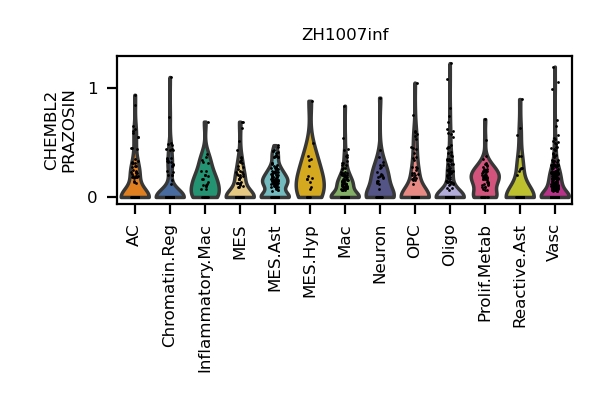 ZH1007inf
CHEMBL2
PRAZOSIN
1
0
AC
Chromatin.Reg
Inflammatory.Mac
MES
MES.Ast
MES.Hyp
Mac
Neuron
OPC
Oligo
Prolif.Metab
Reactive.Ast
Vasc